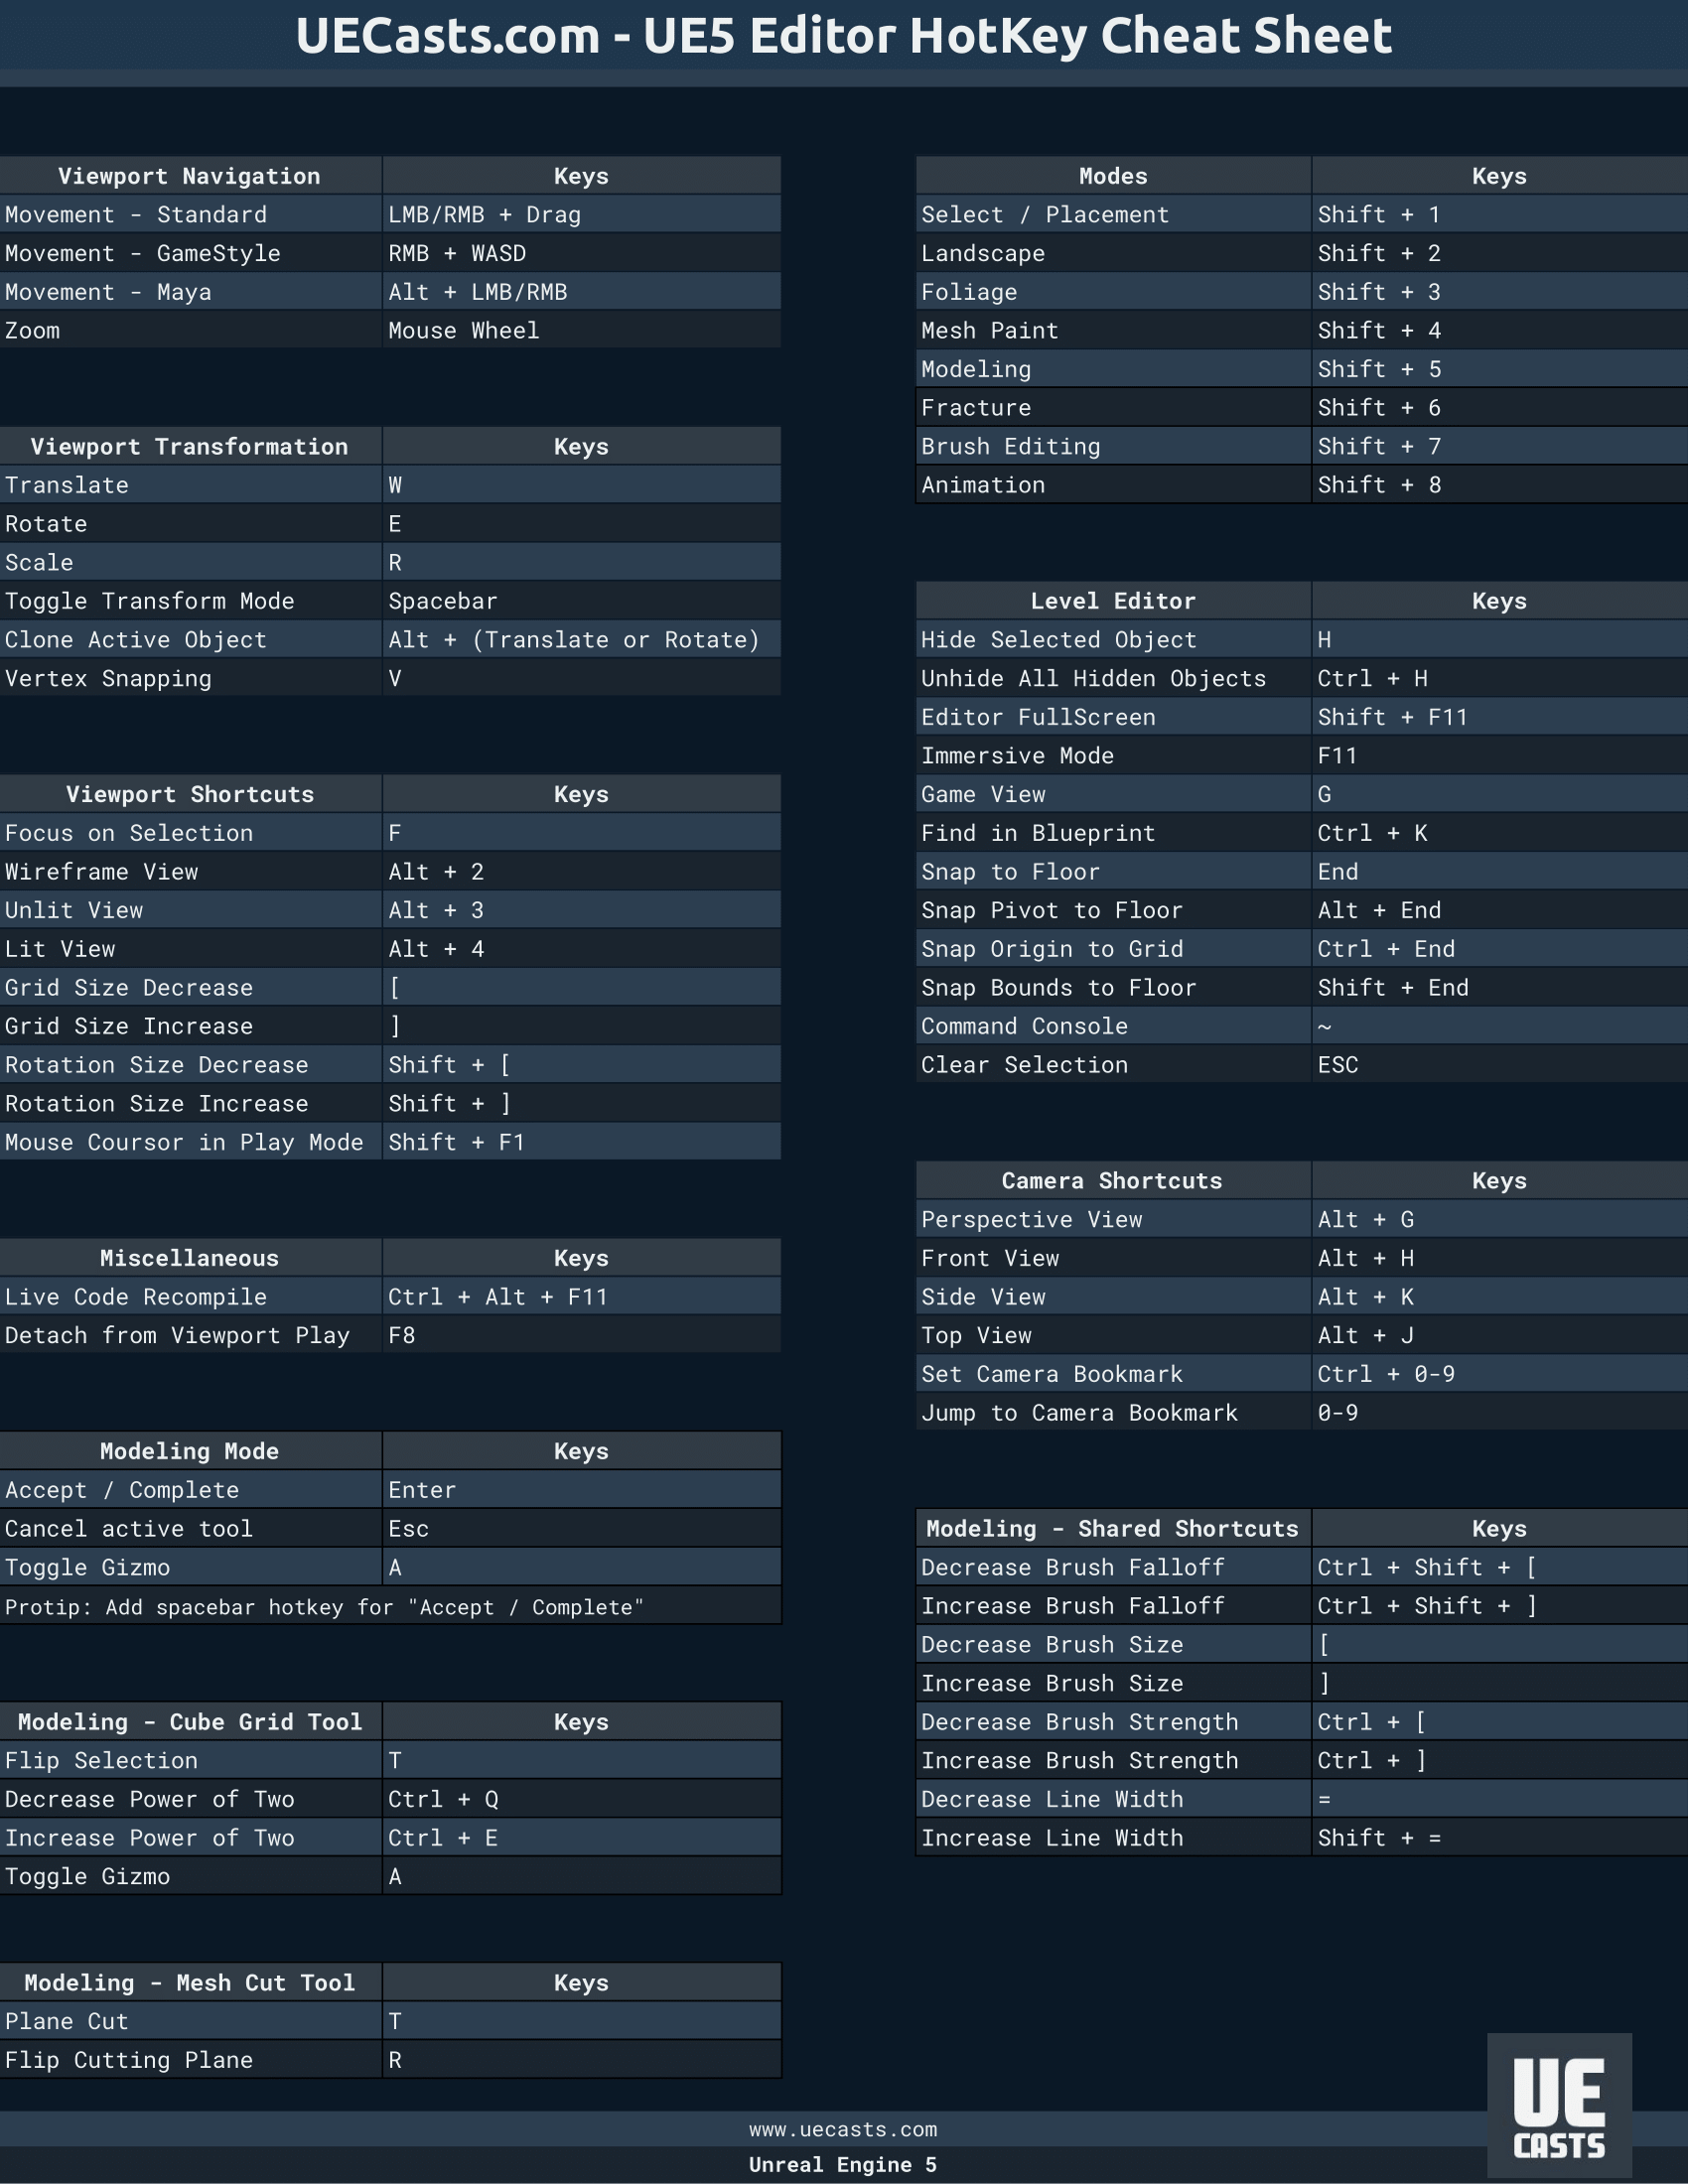 UECasts.com - UE5 Editor HotKey Cheat Sheet
Viewport Navigation Keys
Movement - Standard LMB/RMB + Drag
Movement - GameStyle RMB + WASD
Movement - Maya Alt + LMB/RMB
Zoom Mouse Wheel
Viewport Transformation Keys
Translate W
Rotate E
Scale R
Toggle Transform Mode Spacebar
Clone Active Object Alt + (Translate or Rotate)
Vertex Snapping V
Viewport Shortcuts Keys
Focus on Selection F
Wireframe View Alt + 2
Unlit View Alt + 3
Lit View Alt + 4
Grid Size Decrease [
Grid Size Increase ]
Rotation Size Decrease Shift + [
Rotation Size Increase Shift + ]
Mouse Coursor in Play Mode Shift + F1
Miscellaneous Keys
Live Code Recompile Ctrl + Alt + F11
Detach from Viewport Play F8
Modeling Mode Keys
Accept / Complete Enter
Cancel active tool Esc
Toggle Gizmo A
Protip: Add spacebar hotkey for "Accept / Complete"
Modeling - Cube Grid Tool Keys
Flip Selection T
Decrease Power of Two Ctrl + Q
Increase Power of Two Ctrl + E
Toggle Gizmo A
Modeling - Mesh Cut Tool Keys
Plane Cut T
Flip Cutting Plane R
Modes Keys
Select / Placement Shift + 1
Landscape Shift + 2
Foliage Shift + 3
Mesh Paint Shift + 4
Modeling Shift + 5
Fracture Shift + 6
Brush Editing Shift + 7
Animation Shift + 8
Level Editor Keys
Hide Selected Object H
Unhide All Hidden Objects Ctrl + H
Editor FullScreen Shift + F11
Immersive Mode F11
Game View G
Find in Blueprint Ctrl + K
Snap to Floor End
Snap Pivot to Floor Alt + End
Snap Origin to Grid Ctrl + End
Snap Bounds to Floor Shift + End
Command Console ~
Clear Selection ESC
Camera Shortcuts Keys
Perspective View Alt + G
Front View Alt + H
Side View Alt + K
Top View Alt + J
Set Camera Bookmark Ctrl + 0-9
Jump to Camera Bookmark 0-9
Modeling - Shared Shortcuts Keys
Decrease Brush Falloff Ctrl + Shift + [
Increase Brush Falloff Ctrl + Shift + ]
Decrease Brush Size [
Increase Brush Size ]
Decrease Brush Strength Ctrl + [
Increase Brush Strength Ctrl + ]
Decrease Line Width =
Increase Line Width Shift + =
UE
CASTS
www.uecasts.com
Unreal Engine 5